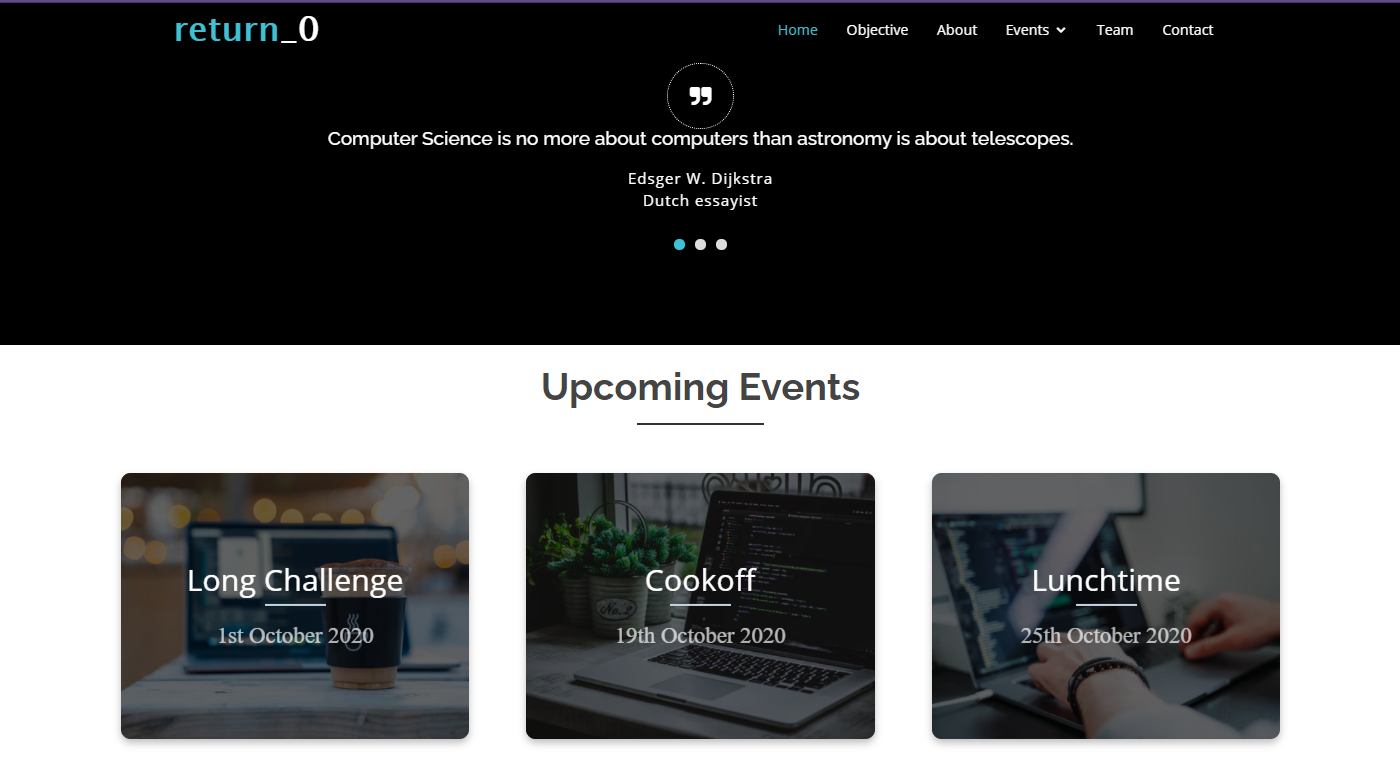 return_0
Home Objective About Events Team Contact
Computer Science is no more about computers than astronomy is about telescopes.
Edsger W. Dijkstra
Dutch essayist
Upcoming Events
Long Challenge
1st October 2020
Cookoff
No. 2
19th October 2020
Lunchtime
25th October 2020